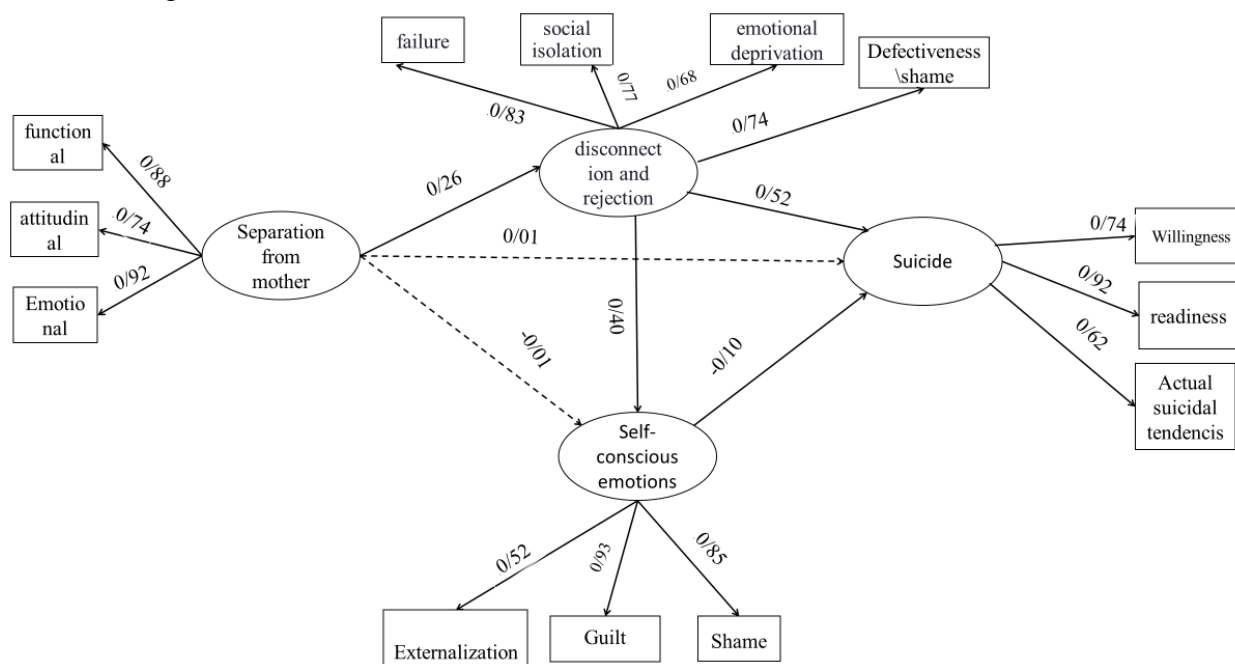 failure
social
isolation
emotional
deprivation
Defectiveness
\shame
0/83
0/77
0/68
0/74
function
al
attitudin
al
Emotio
nal
0/88
0/74
0/92
Separation
from
mother
0/26
disconnect
ion and
rejection
0/52
0/01
-0/01
0/40
-0/10
Suicide
0/74
0/92
0/62
Willingness
readiness
Actual
suicidal
tendencis
Self-
conscious
emotions
0/52
0/93
0/85
Externalization
Guilt
Shame